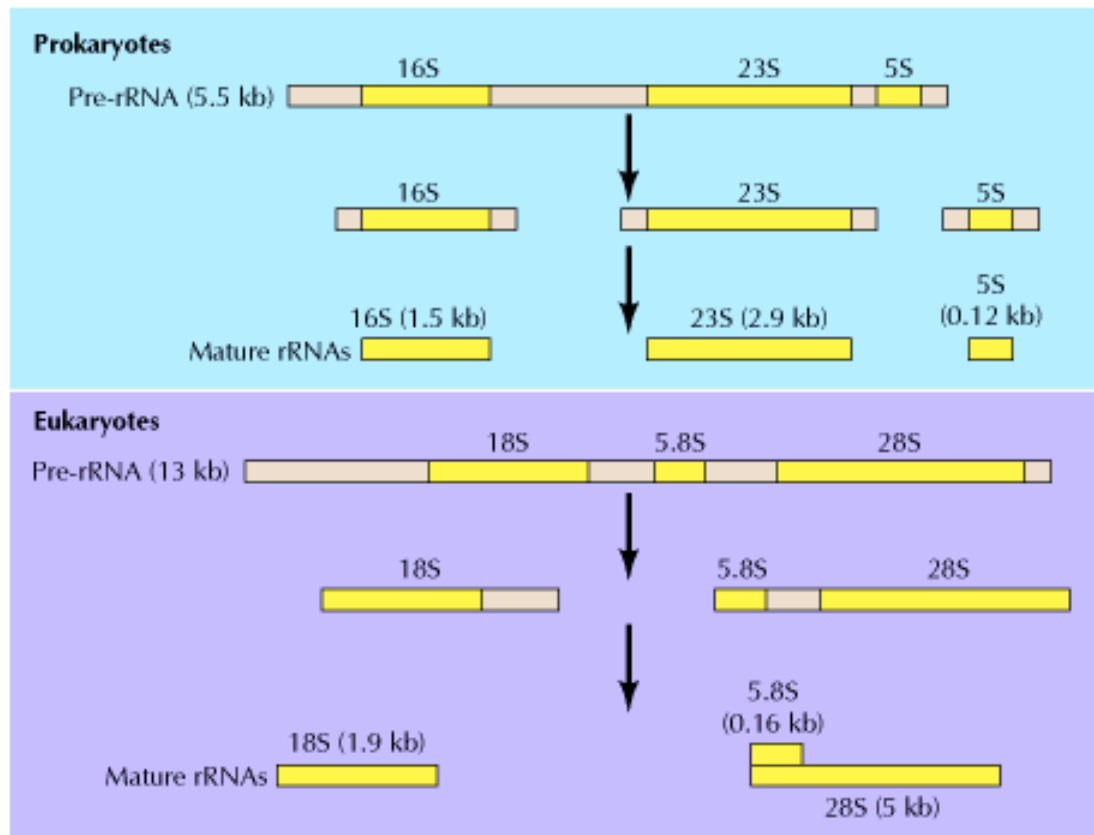 Prokaryotes
16S 23S 5S
Pre-rRNA (5.5 kb)
16S 23S 5S
5S
16S (1.5 kb) 23S (2.9 kb) (0.12 kb)
Mature rRNAs
Eukaryotes
18S 5.8S 28S
Pre-rRNA (13 kb)
18S 5.8S 28S
5.8S
(0.16 kb)
18S (1.9 kb)
Mature rRNAs
28S (5 kb)